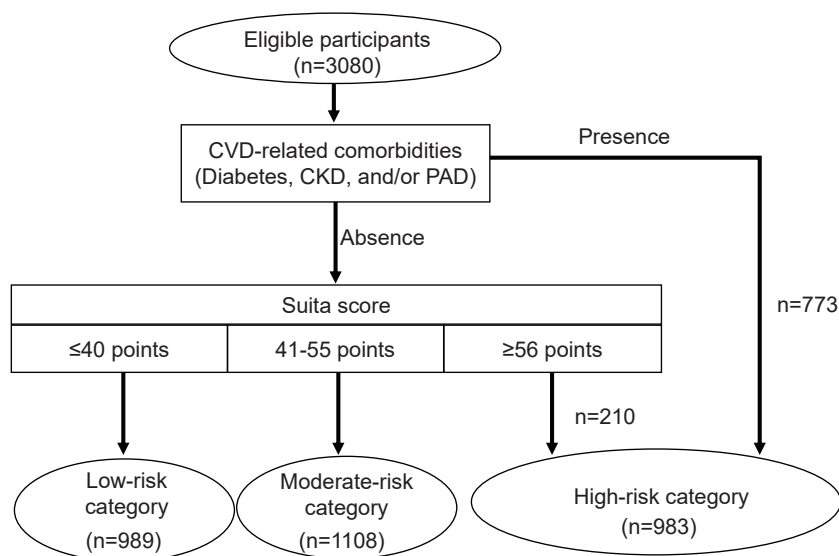 Eligible participants
(n=3080)
CVD-related comorbidities
(Diabetes, CKD, and/or PAD)
Presence
Absence
Suita score
≤40 points
41-55 points
≥56 points
n=773
n=210
Low-risk
category
(n=989)
Moderate-risk
category
(n=1108)
High-risk category
(n=983)